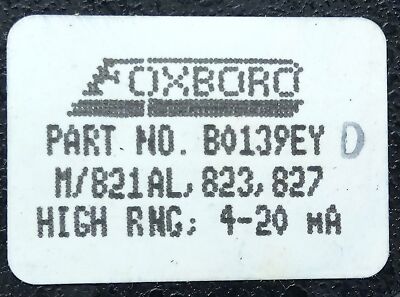 FOXBORO
PART NO. B0139EY D
M/821AL, 823, 827
HIGH RNG; 4-20 mA